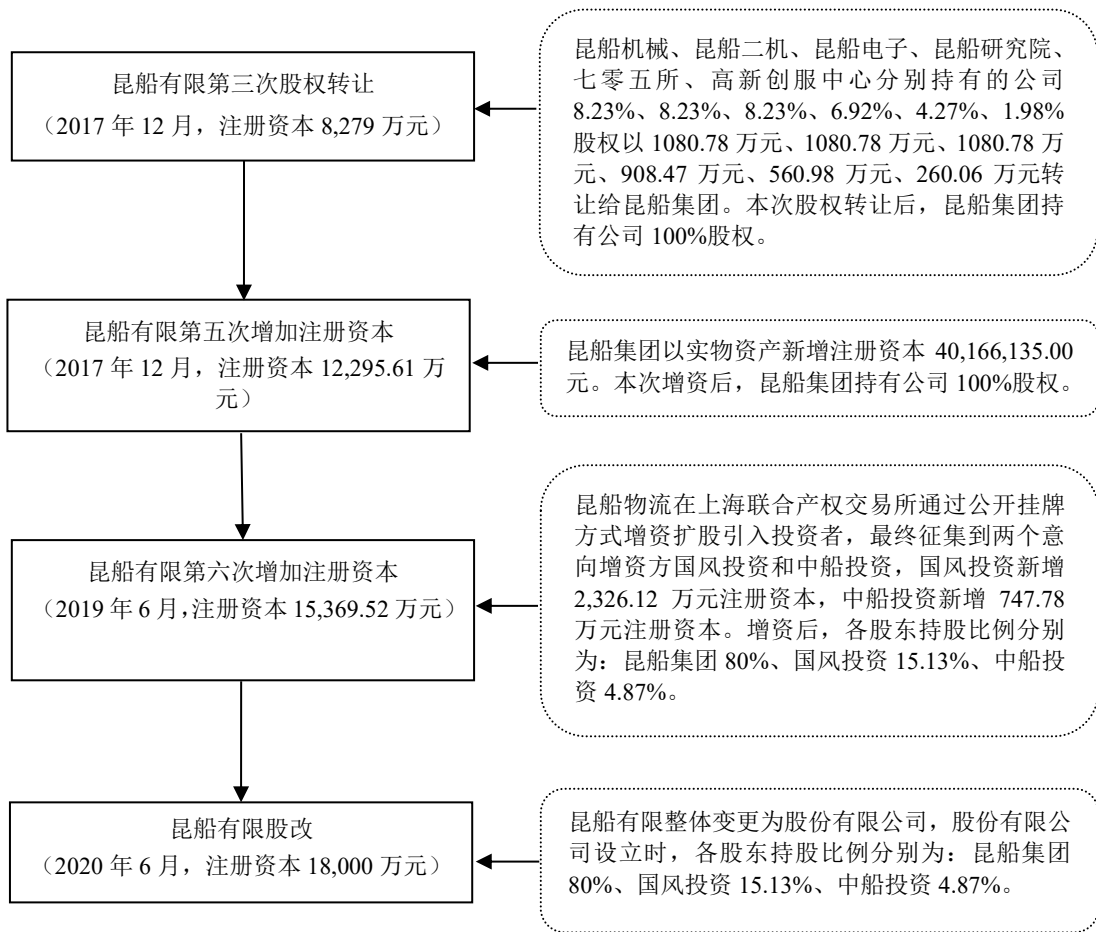 昆船有限第三次股权转让
（2017 年 12 月，注册资本 8,279 万元）
昆船机械、昆船二机、昆船电子、昆船研究院、
七零五所、高新创服中心分别持有的公司
8.23%、8.23%、8.23%、6.92%、4.27%、1.98%
股权以 1080.78 万元、1080.78 万元、1080.78 万
元、908.47 万元、560.98 万元、260.06 万元转
让给昆船集团。本次股权转让后，昆船集团持
有公司 100%股权。
昆船有限第五次增加注册资本
（2017 年 12 月，注册资本 12,295.61 万
元）
昆船集团以实物资产新增注册资本 40,166,135.00
元。本次增资后，昆船集团持有公司 100%股权。
昆船有限第六次增加注册资本
（2019 年 6 月，注册资本 15,369.52 万元）
昆船物流在上海联合产权交易所通过公开挂牌
方式增资扩股引入投资者，最终征集到两个意
向增资方国风投资和中船投资，国风投资新增
2,326.12 万元注册资本，中船投资新增 747.78
万元注册资本。增资后，各股东持股比例分别
为：昆船集团 80%、国风投资 15.13%、中船投
资 4.87%。
昆船有限股改
（2020 年 6 月，注册资本 18,000 万元）
昆船有限整体变更为股份有限公司，股份有限公
司设立时，各股东持股比例分别为：昆船集团
80%、国风投资 15.13%、中船投资 4.87%。